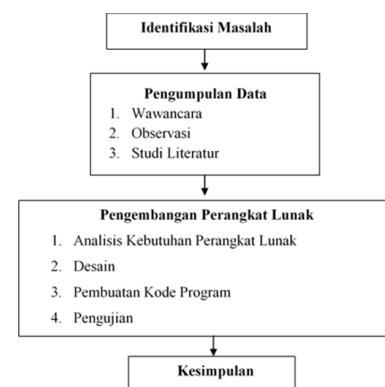 Identifikasi Masalah
Pengumpulan Data
1. Wawancara
2. Observasi
3. Studi Literatur
Pengembangan Perangkat Lunak
1. Analisis Kebutuhan Perangkat Lunak
2. Desain
3. Pembuatan Kode Program
4. Pengujian
Kesimpulan